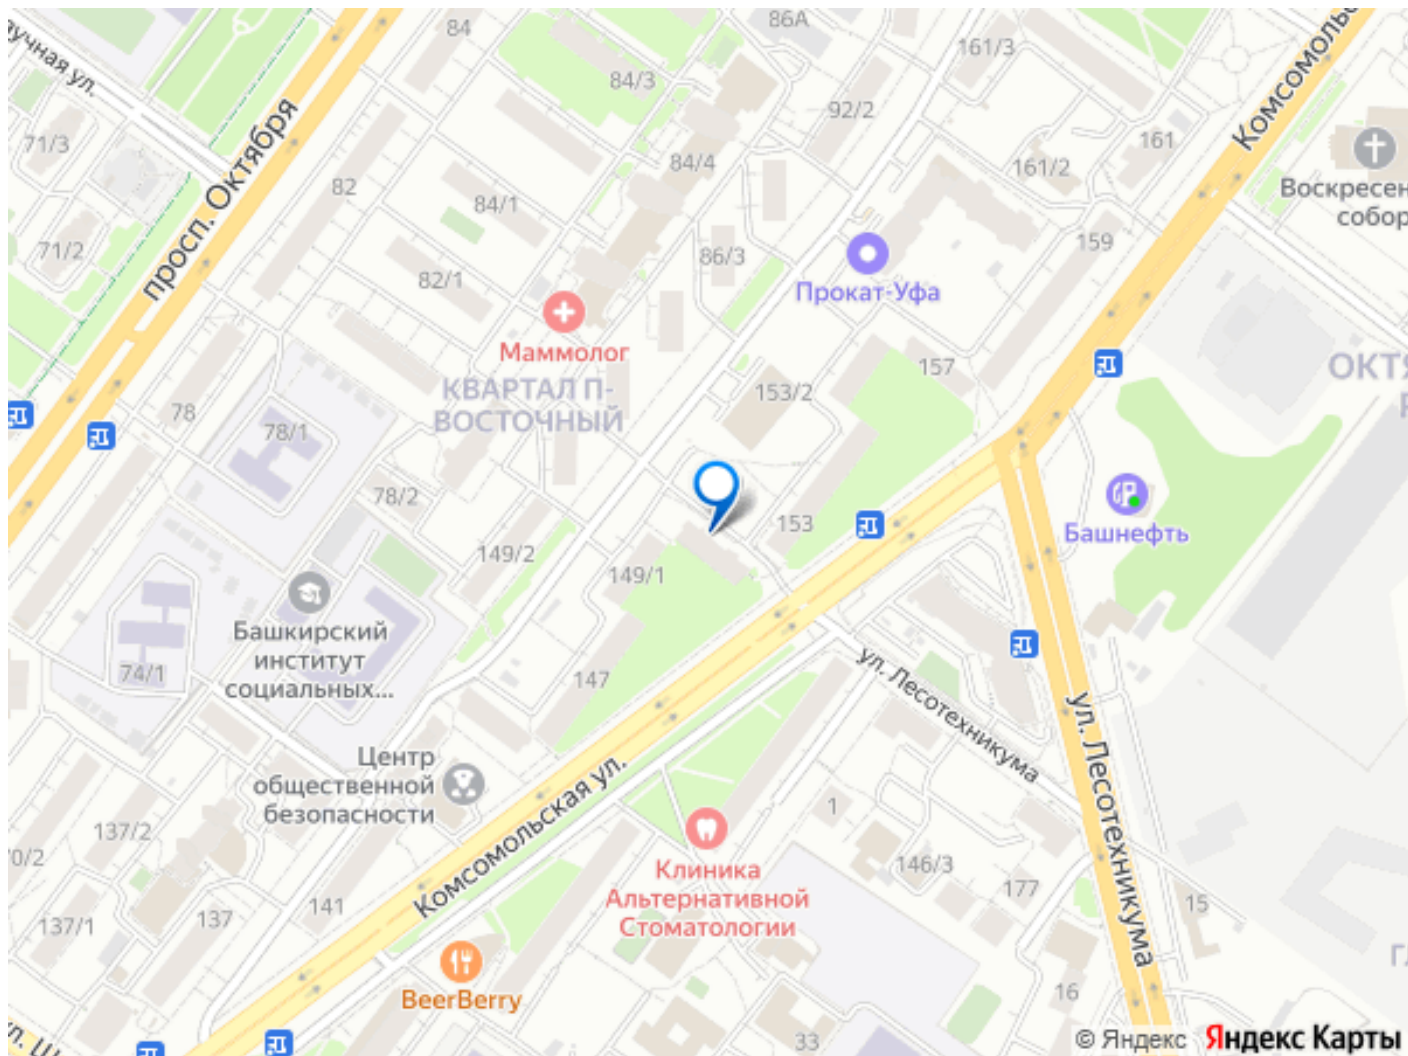 86А
84
161/3
Комсомольс
84/3
92/2
просп. Октября
71/3
161
161/2
84/4
82
Воскресен
собор
84/1
71/2
159
86/3
82/1
Прокат-Уфа
Маммолог
157
КВАРТАЛ П-
ВОСТОЧНЫЙ
153/2
78
78/1
78/2
153
Башнефть
149/2
149/1
Башкирский
институт
социальных...
74/1
147
ул. Лесотехникума
ул. Лесотехникума
Центр
общественной
безопасности
Комсомольская ул.
1
137/2
146/3
177
Клиника
Альтернативной
Стоматологии
141
137
137/1
15
BeerBerry
16
33
© Яндекс Яндекс Карты